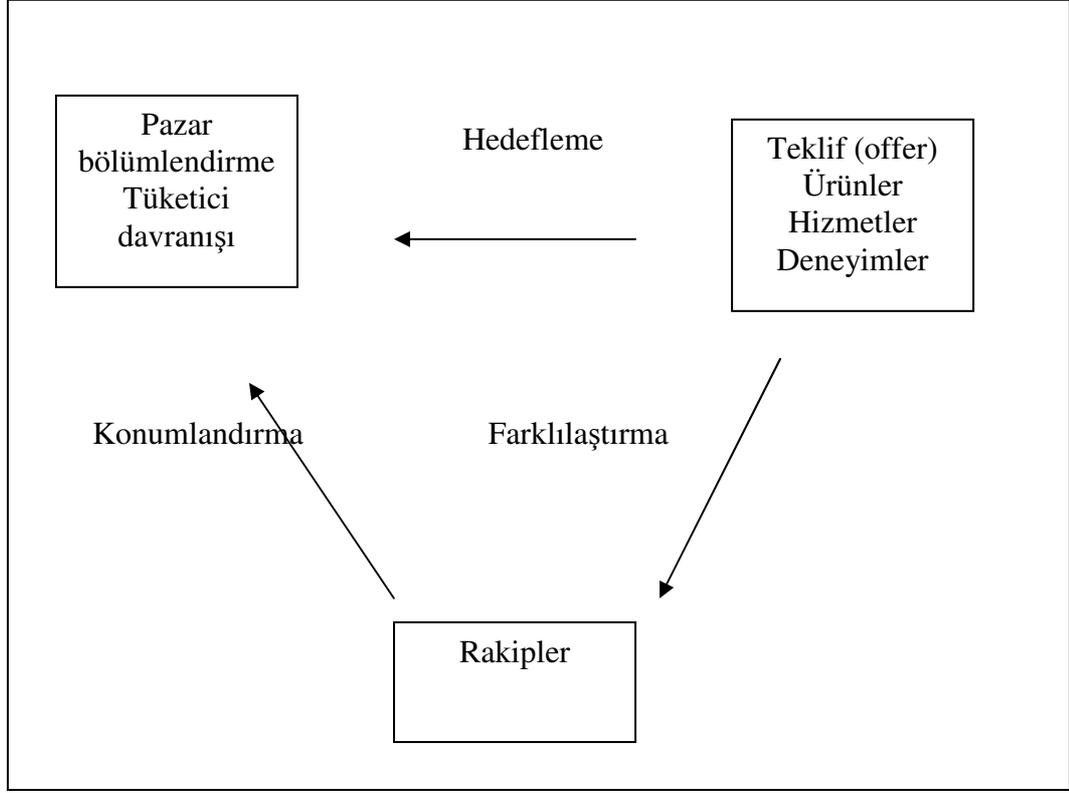 Pazar
bölümlendirme
Tüketici
davranışı
Hedefleme
Teklif (offer)
Ürünler
Hizmetler
Deneyimler
Konumlandırma
Farklılaştırma
Rakipler